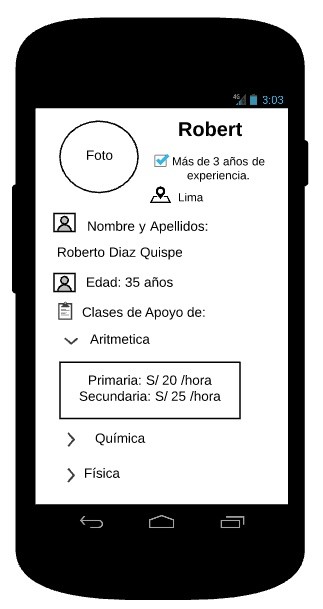 4G 3:03
Robert
Foto
Más de 3 años de
experiencia.
Lima
Nombre y Apellidos:
Roberto Diaz Quispe
Edad: 35 años
Clases de Apoyo de:
Aritmetica
Primaria: S/ 20 /hora
Secundaria: S/ 25 /hora
Química
Física